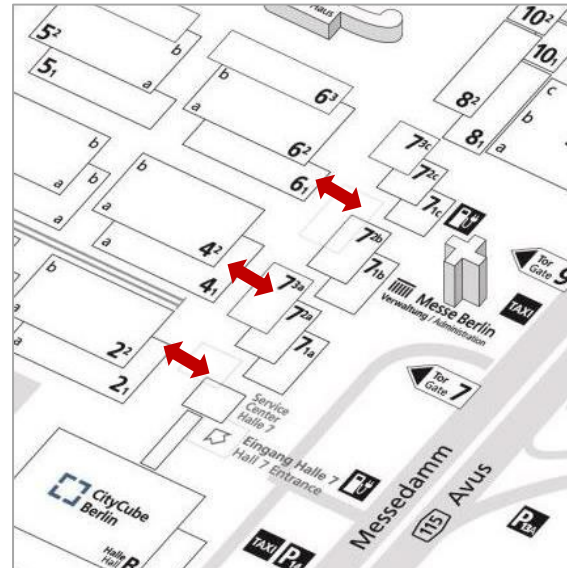 Haus
10²
10₁
5²
b
5₁
a
b
6³
8²
c
b
a
8₁
a
6²
7³ᶜ
b
a
b
a
6₁
7²ᶜ
7₁c
b
4²
a
7²ᵇ
Tor
Gate 9
a
4₁
7³ᵃ
7₁b
Messe Berlin
Verwaltung / Administration
TAXI
b
7²ᵃ
2²
7₁a
a
2₁
Tor
Gate 7
Service
Center
Halle 7
Eingang Halle 7
Hall 7 Entrance
CityCube
Berlin
Messedamm
115
Avus
P13A
Halle
Hall B
TAXI